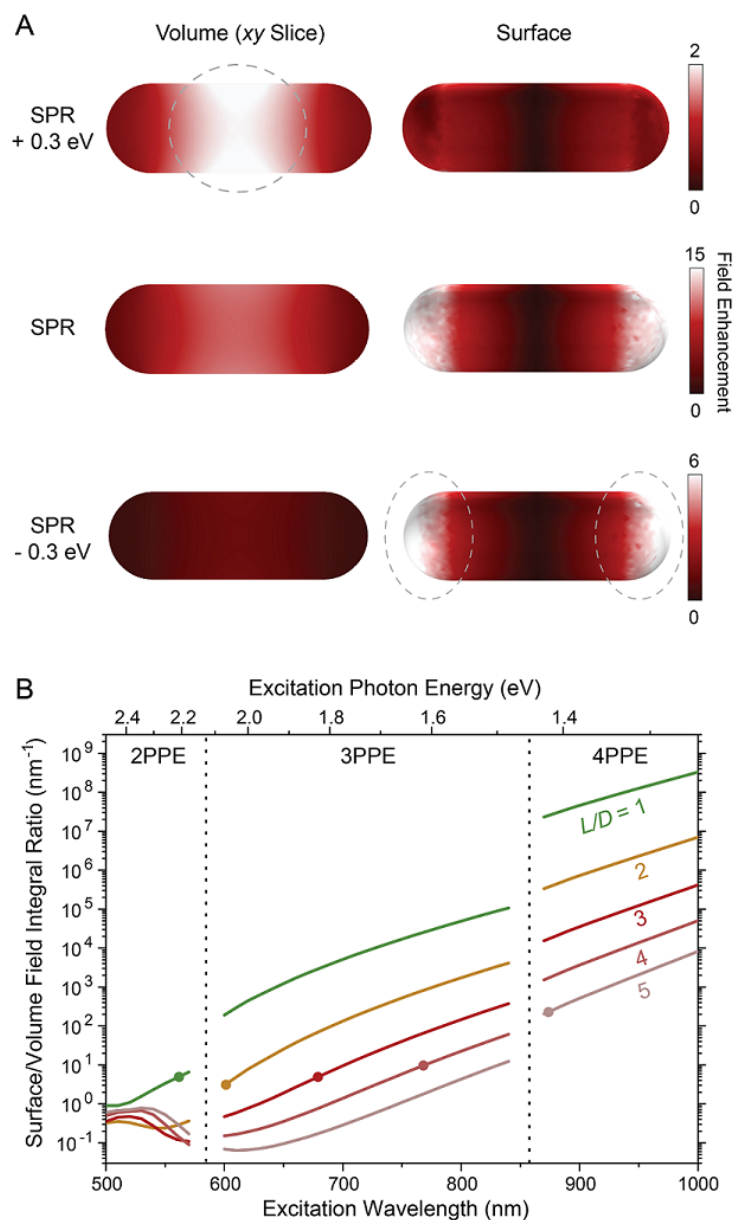 A
Volume (xy Slice)
Surface
SPR
+ 0.3 eV
2
0
SPR
15
0
Field Enhancement
SPR
- 0.3 eV
6
0
B
Excitation Photon Energy (eV)
2.4 2.2 2.0 1.8 1.6 1.4
2PPE 3PPE 4PPE
Surface/Volume Field Integral Ratio (nm⁻¹)
10⁹
10⁸
10⁷
10⁶
10⁵
10⁴
10³
10²
10¹
10⁰
10⁻¹
L/D = 1
2
3
4
5
500 600 700 800 900 1000
Excitation Wavelength (nm)